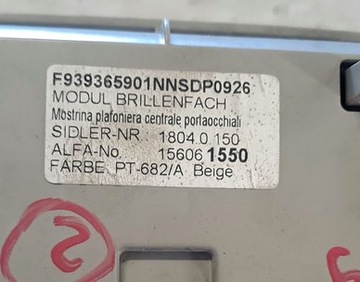 F939365901NNSDP0926
MODUL BRILLENFACH
Mostrina plafoniera centrale portaocchiali
SIDLER-NR. 1804.0.150
ALFA-No. 15606 1550
FARBE: PT-682/A Beige
2